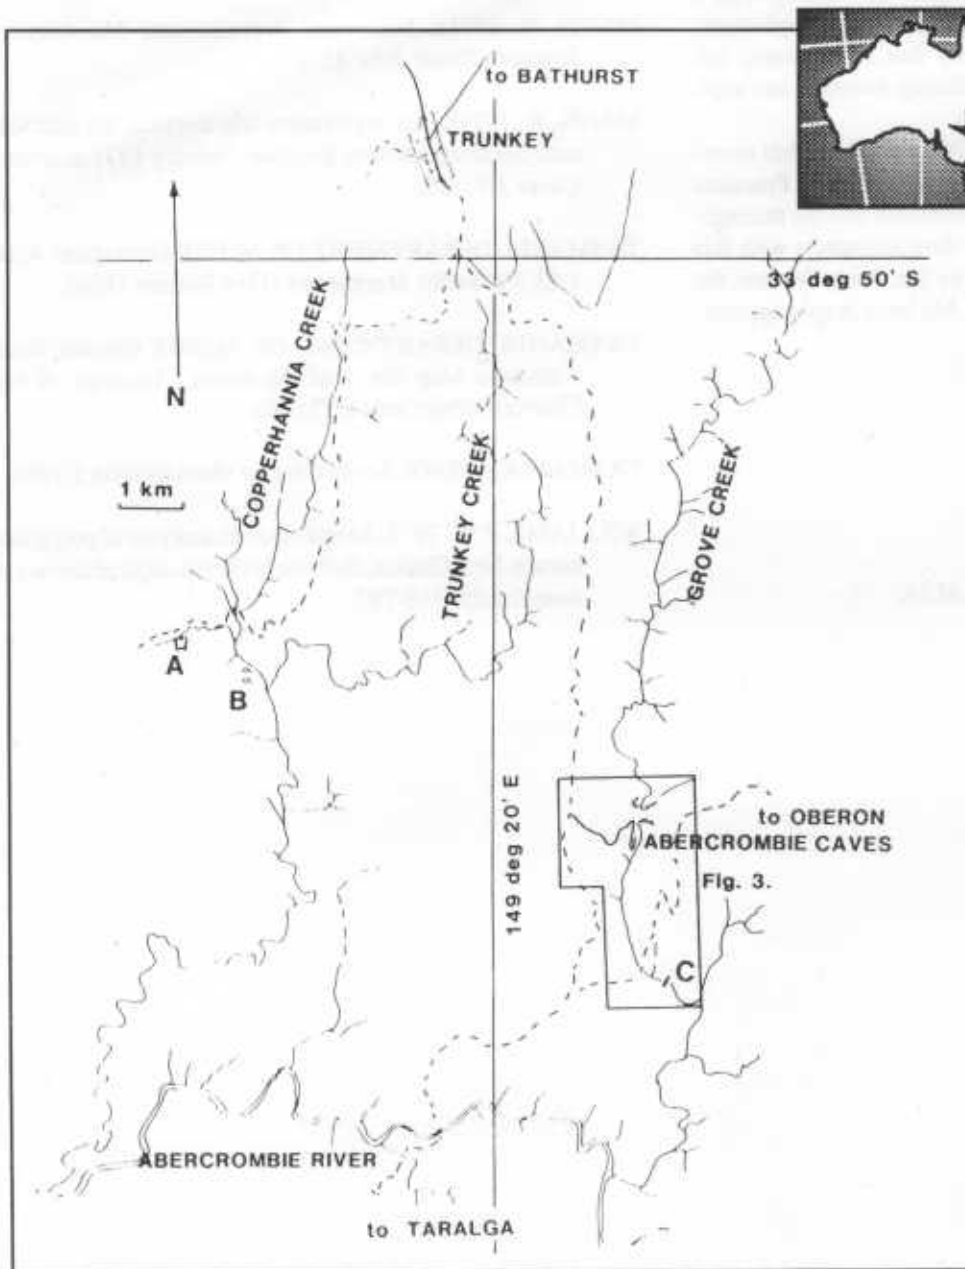 to BATHURST
TRUNKEY
33 deg 50' S
N
COPPERHANNIA CREEK
TRUNKEY CREEK
GROVE CREEK
1 km
A
B
149 deg 20' E
to OBERON
ABERCROMBIE CAVES
Fig. 3.
C
ABERCROMBIE RIVER
to TARALGA